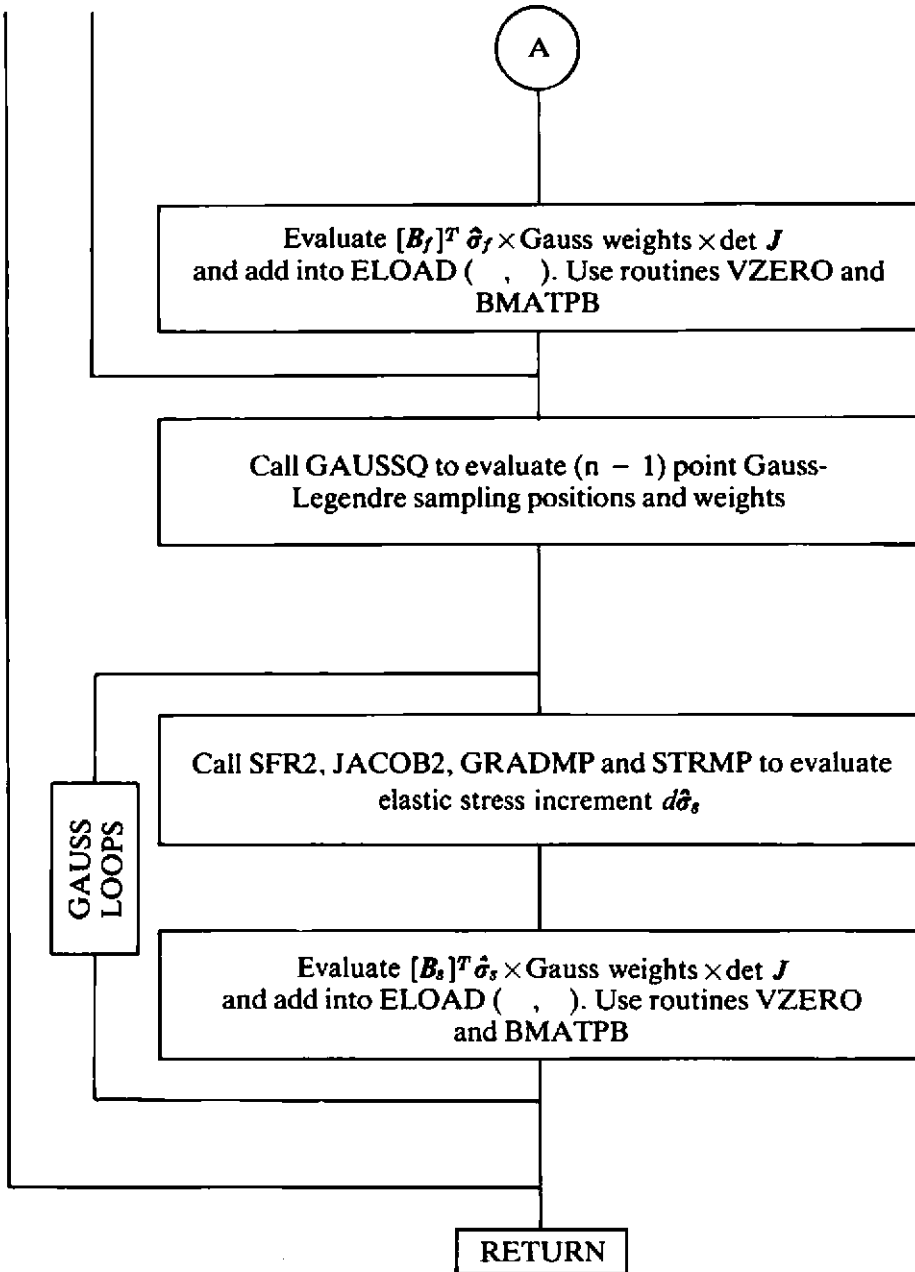 A
Evaluate [B_f]^T σ̂_f × Gauss weights × det J
and add into ELOAD ( , ). Use routines VZERO and
BMATPB
Call GAUSSQ to evaluate (n − 1) point Gauss-
Legendre sampling positions and weights
Call SFR2, JACOB2, GRADMP and STRMP to evaluate
elastic stress increment dσ̂_s
GAUSS
LOOPS
Evaluate [B_s]^T σ̂_s × Gauss weights × det J
and add into ELOAD ( , ). Use routines VZERO
and BMATPB
RETURN